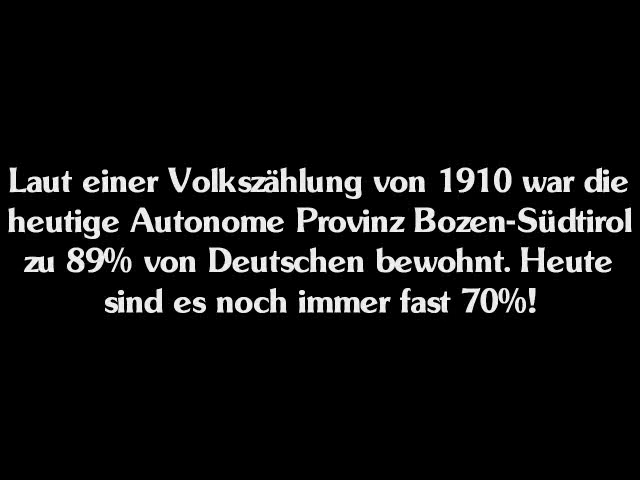 Laut einer Volkszählung von 1910 war die
heutige Autonome Provinz Bozen-Südtirol
zu 89% von Deutschen bewohnt. Heute
sind es noch immer fast 70%!